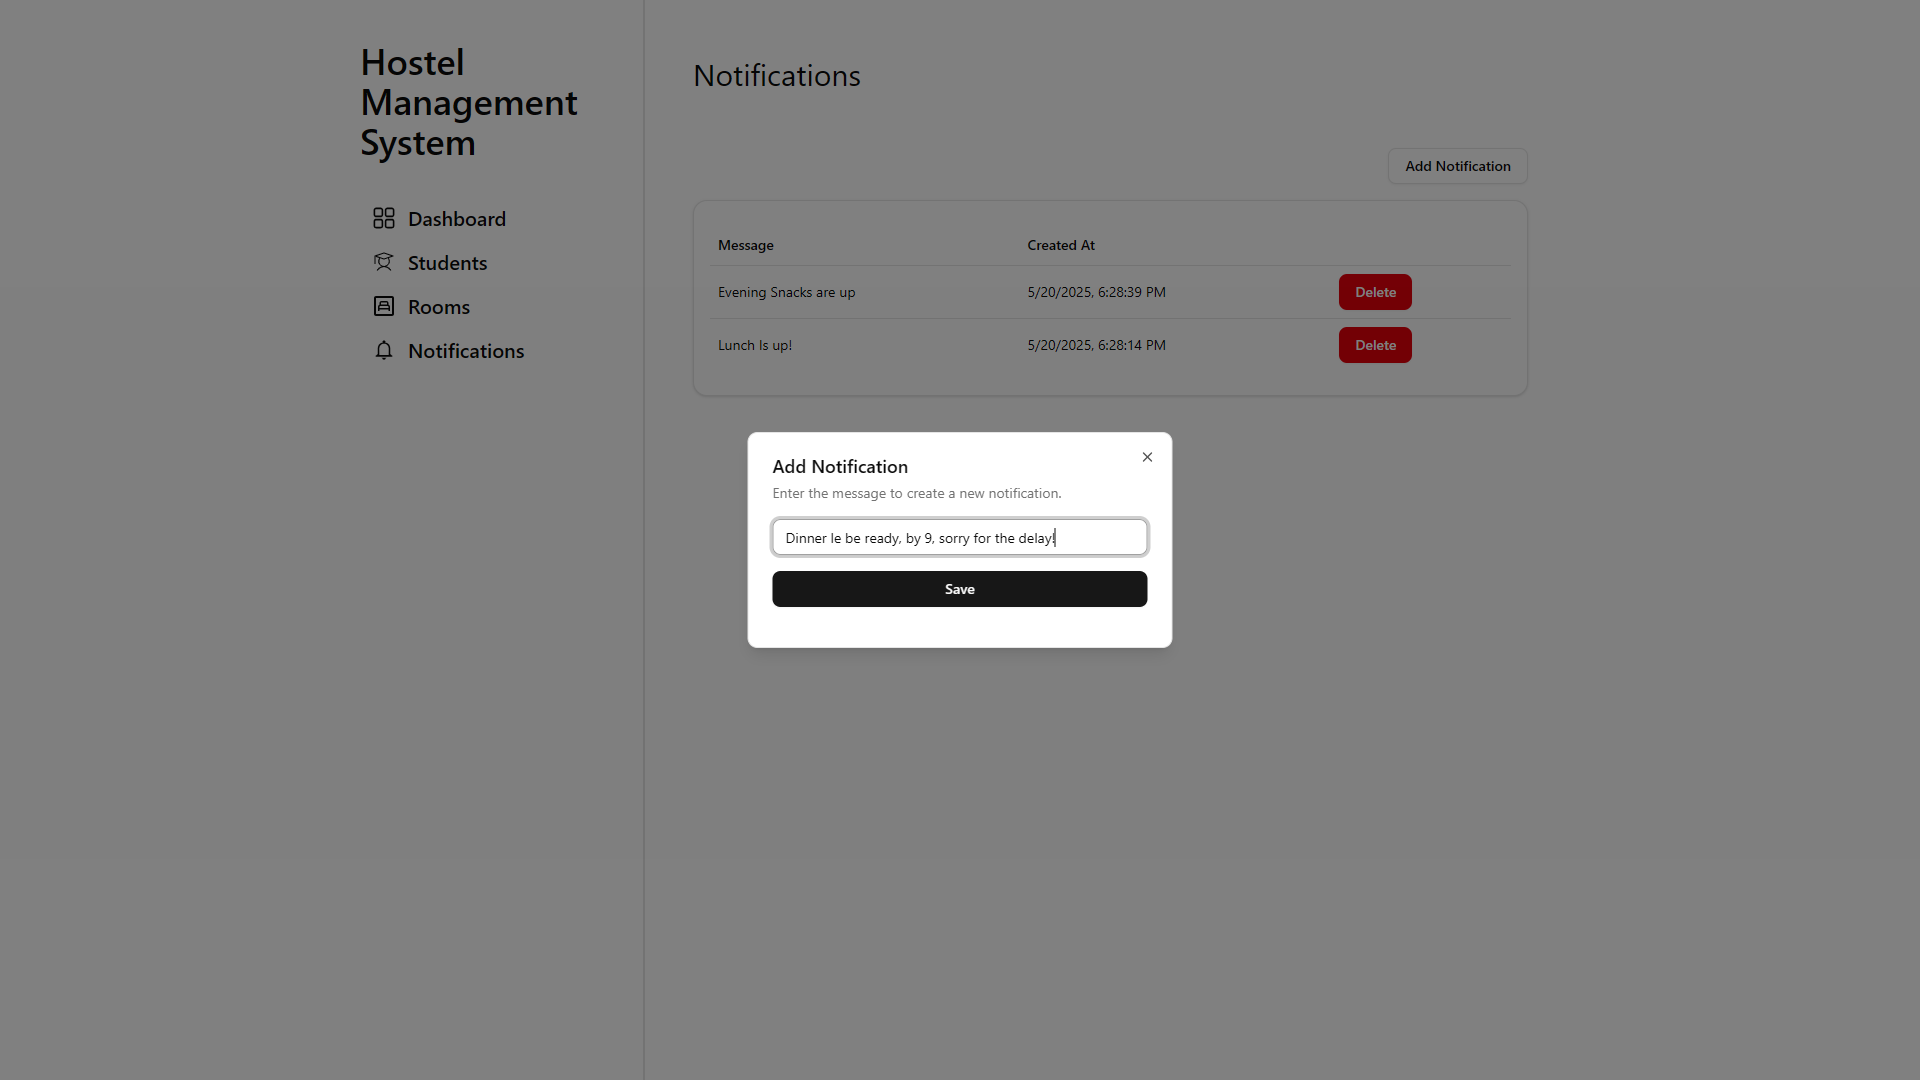 Hostel
Management
System
Dashboard
Students
Rooms
Notifications
Notifications
Add Notification
Message Created At
Evening Snacks are up 5/20/2025, 6:28:39 PM Delete
Lunch Is up! 5/20/2025, 6:28:14 PM Delete
Add Notification
Enter the message to create a new notification.
Dinner le be ready, by 9, sorry for the delay!
Save